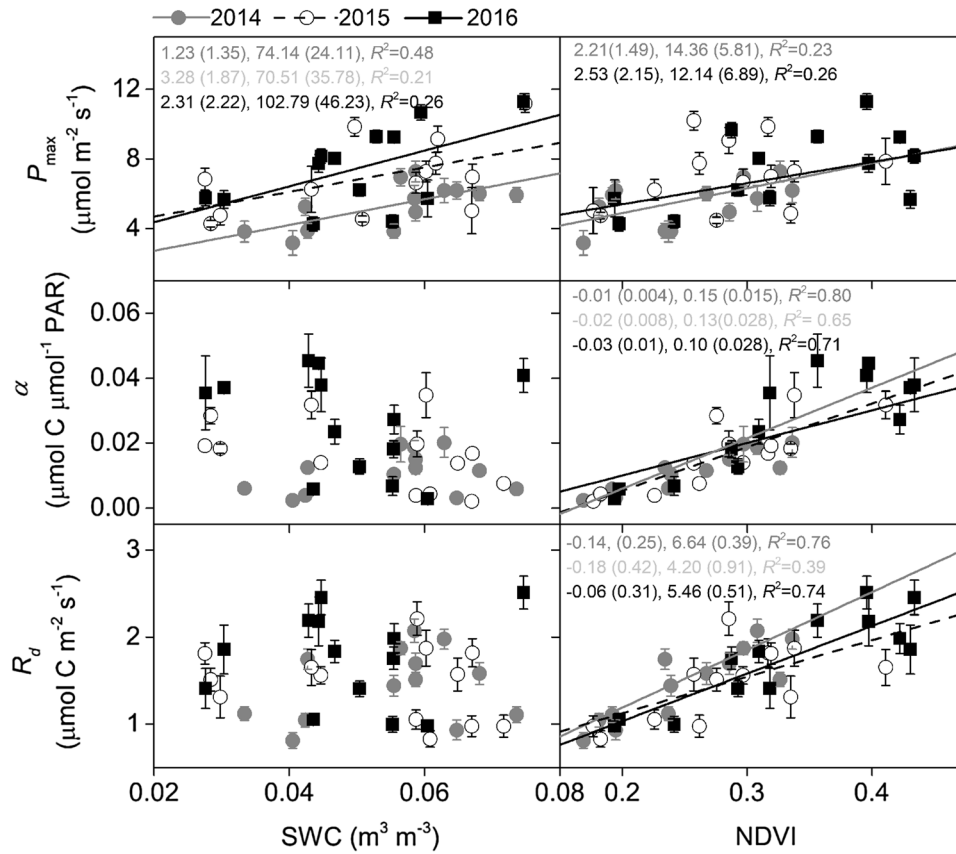 2014 2015 2016
1.23 (1.35), 74.14 (24.11), R²=0.48
3.28 (1.87), 70.51 (35.78), R²=0.21
2.31 (2.22), 102.79 (46.23), R²=0.26
2.21(1.49), 14.36 (5.81), R²=0.23
2.53 (2.15), 12.14 (6.89), R²=0.26
12
8
4
Pmax
(μmol m⁻² s⁻¹)
-0.01 (0.004), 0.15 (0.015), R²=0.80
-0.02 (0.008), 0.13(0.028), R²= 0.65
-0.03 (0.01), 0.10 (0.028), R²=0.71
0.06
0.04
0.02
0.00
α
(μmol C μmol⁻¹ PAR)
-0.14, (0.25), 6.64 (0.39), R²=0.76
-0.18 (0.42), 4.20 (0.91), R²=0.39
-0.06 (0.31), 5.46 (0.51), R²=0.74
3
2
1
Rd
(μmol C m⁻² s⁻¹)
0.02 0.04 0.06 0.08 0.2 0.3 0.4
SWC (m³ m⁻³) NDVI